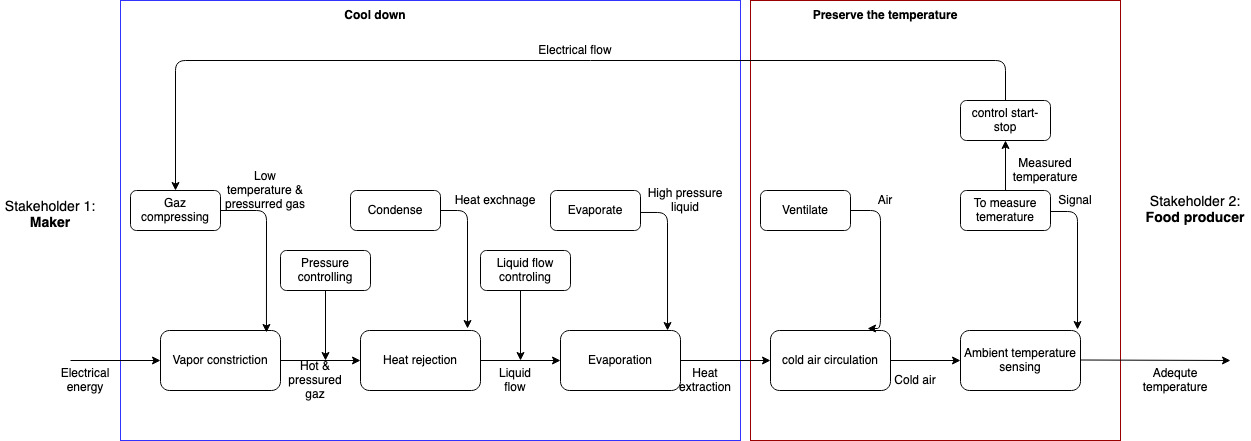 Cool down
Preserve the temperature
Electrical flow
control start-
stop
Measured
temperature
Low
temperature &
pressurred gas
Gaz
compressing
Condense
Heat exchnage
Evaporate
High pressure
liquid
Ventilate
Air
To measure
temerature
Signal
Stakeholder 1:
Maker
Stakeholder 2:
Food producer
Pressure
controlling
Liquid flow
controling
Vapor constriction
Heat rejection
Evaporation
cold air circulation
Ambient temperature
sensing
Electrical
energy
Hot &
pressured
gaz
Liquid
flow
Heat
extraction
Cold air
Adequte
temperature